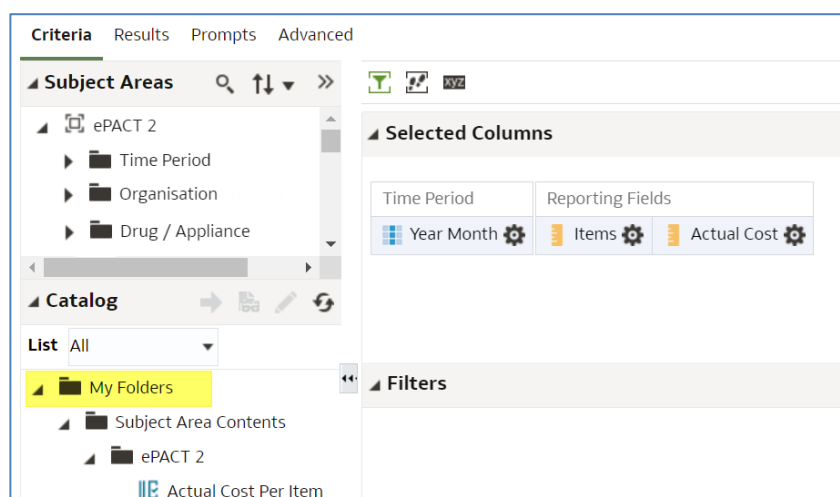 Criteria Results Prompts Advanced
Subject Areas
ePACT 2
Time Period
Organisation
Drug / Appliance
Catalog
List All
My Folders
Subject Area Contents
ePACT 2
Actual Cost Per Item
xyz
Selected Columns
Time Period Reporting Fields
Year Month Items Actual Cost
Filters